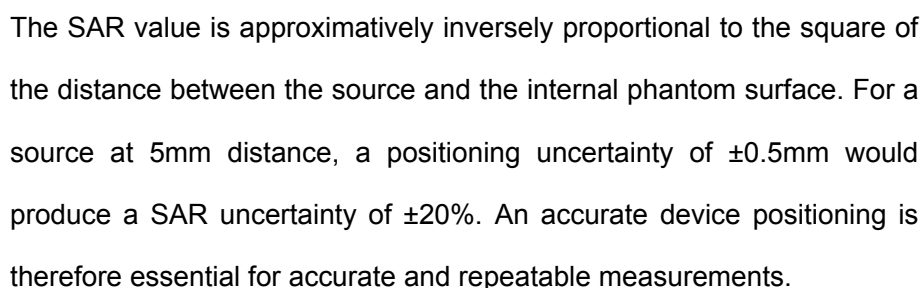 The SAR value is approximatively inversely proportional to the square of
the distance between the source and the internal phantom surface. For a
source at 5mm distance, a positioning uncertainty of ±0.5mm would
produce a SAR uncertainty of ±20%. An accurate device positioning is
therefore essential for accurate and repeatable measurements.